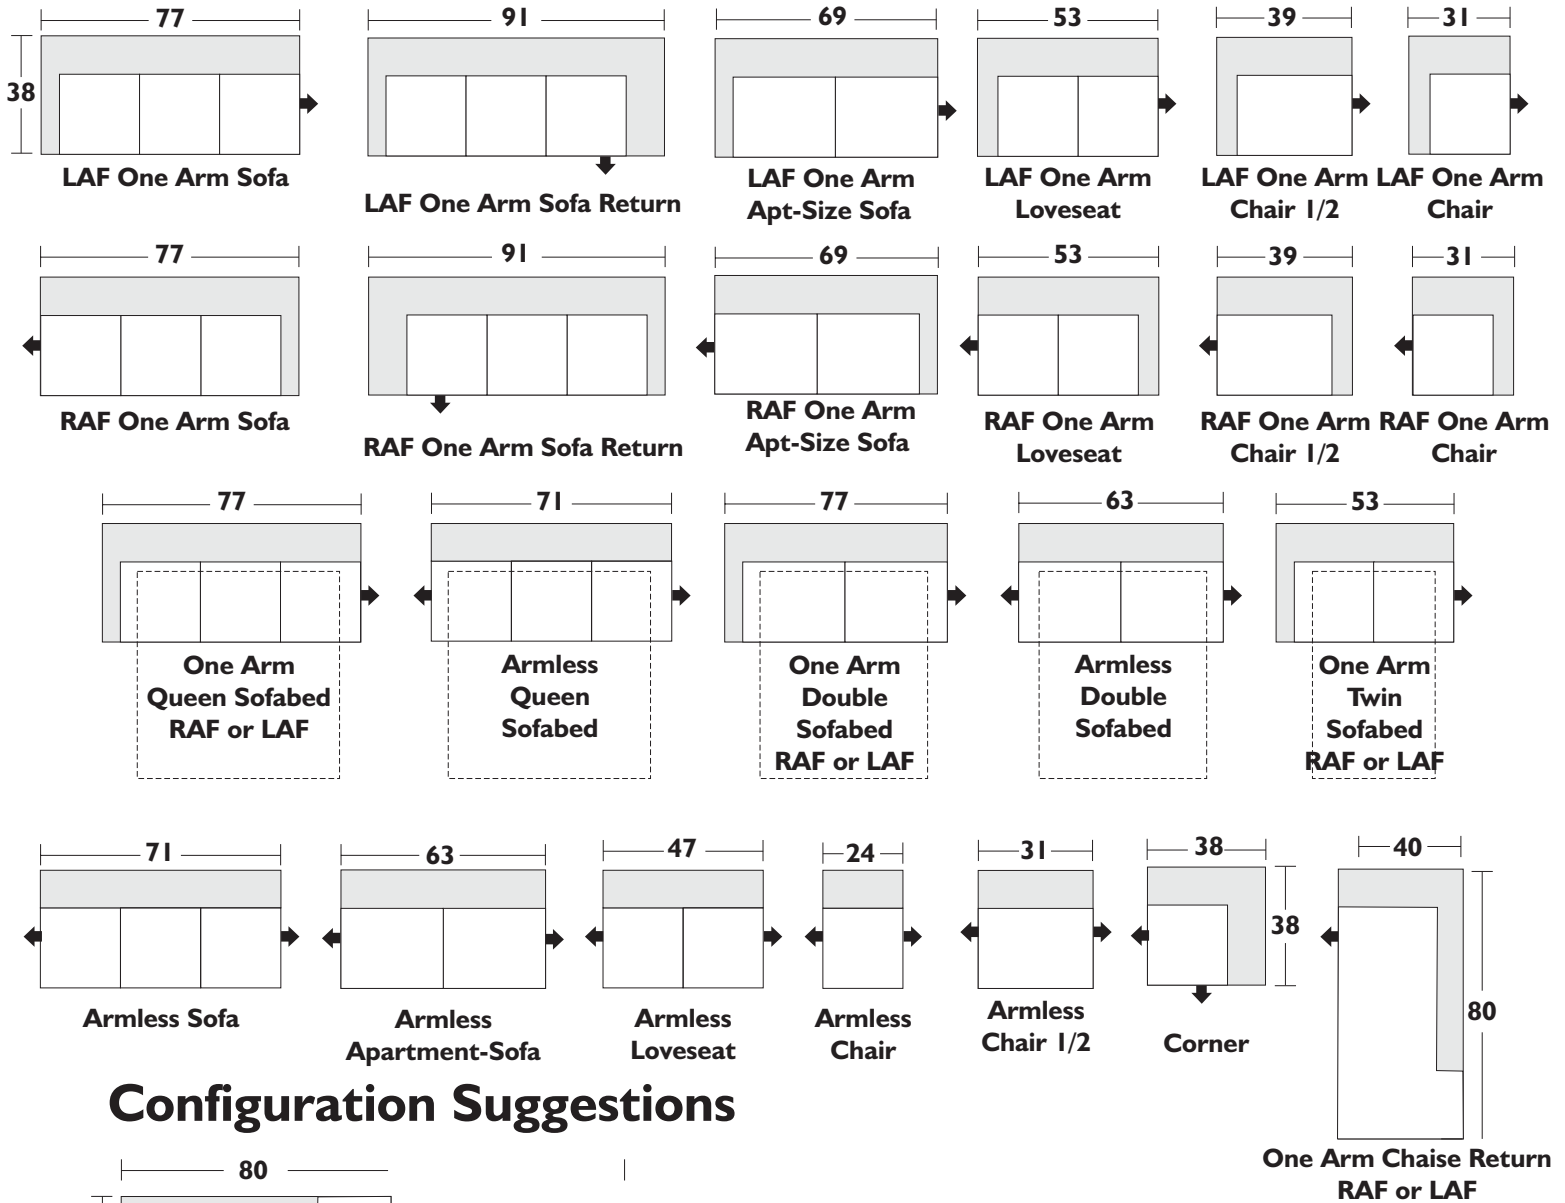 77
91
69
53
39
31
38
LAF One Arm Sofa
LAF One Arm Sofa Return
LAF One Arm
Apt-Size Sofa
LAF One Arm
Loveseat
LAF One Arm
Chair 1/2
LAF One Arm
Chair
77
91
69
53
39
31
RAF One Arm Sofa
RAF One Arm Sofa Return
RAF One Arm
Apt-Size Sofa
RAF One Arm
Loveseat
RAF One Arm
Chair 1/2
RAF One Arm
Chair
77
71
77
63
53
One Arm
Queen Sofabed
RAF or LAF
Armless
Queen
Sofabed
One Arm
Double
Sofabed
RAF or LAF
Armless
Double
Sofabed
One Arm
Twin
Sofabed
RAF or LAF
71
63
47
24
31
38
38
40
80
Armless Sofa
Armless
Apartment-Sofa
Armless
Loveseat
Armless
Chair
Armless
Chair 1/2
Corner
One Arm Chaise Return
RAF or LAF
Configuration Suggestions
80